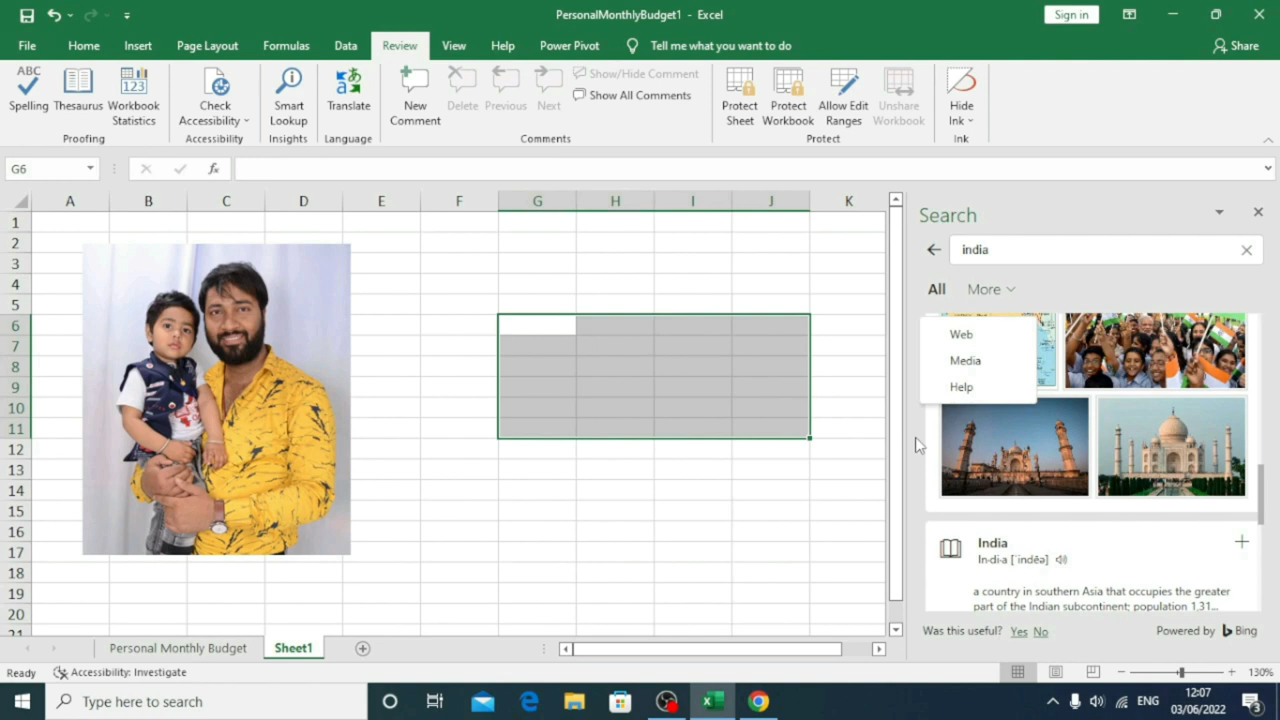 PersonalMonthlyBudget1 - Excel
Sign in
File Home Insert Page Layout Formulas Data Review View Help Power Pivot Tell me what you want to do Share
ABC
Spelling
Thesaurus
123
Workbook
Statistics
Check
Accessibility
Smart
Lookup
Translate
New
Comment
Delete
Previous
Next
Show/Hide Comment
Show All Comments
Protect
Sheet
Protect
Workbook
Allow Edit
Ranges
Unshare
Workbook
Hide
Ink
Proofing Accessibility Insights Language Comments Protect Ink
G6
fx
A B C D E F G H I J K
1
2
3
4
5
6
7
8
9
10
11
12
13
14
15
16
17
18
19
20
21
Search
india
All More
Web
Media
Help
India
In·di·a [ˈindēə]
a country in southern Asia that occupies the greater
part of the Indian subcontinent; population 1,31...
Was this useful? Yes No
Powered by Bing
Personal Monthly Budget Sheet1
Ready Accessibility: Investigate
130%
Type here to search
ENG
12:07
03/06/2022
3